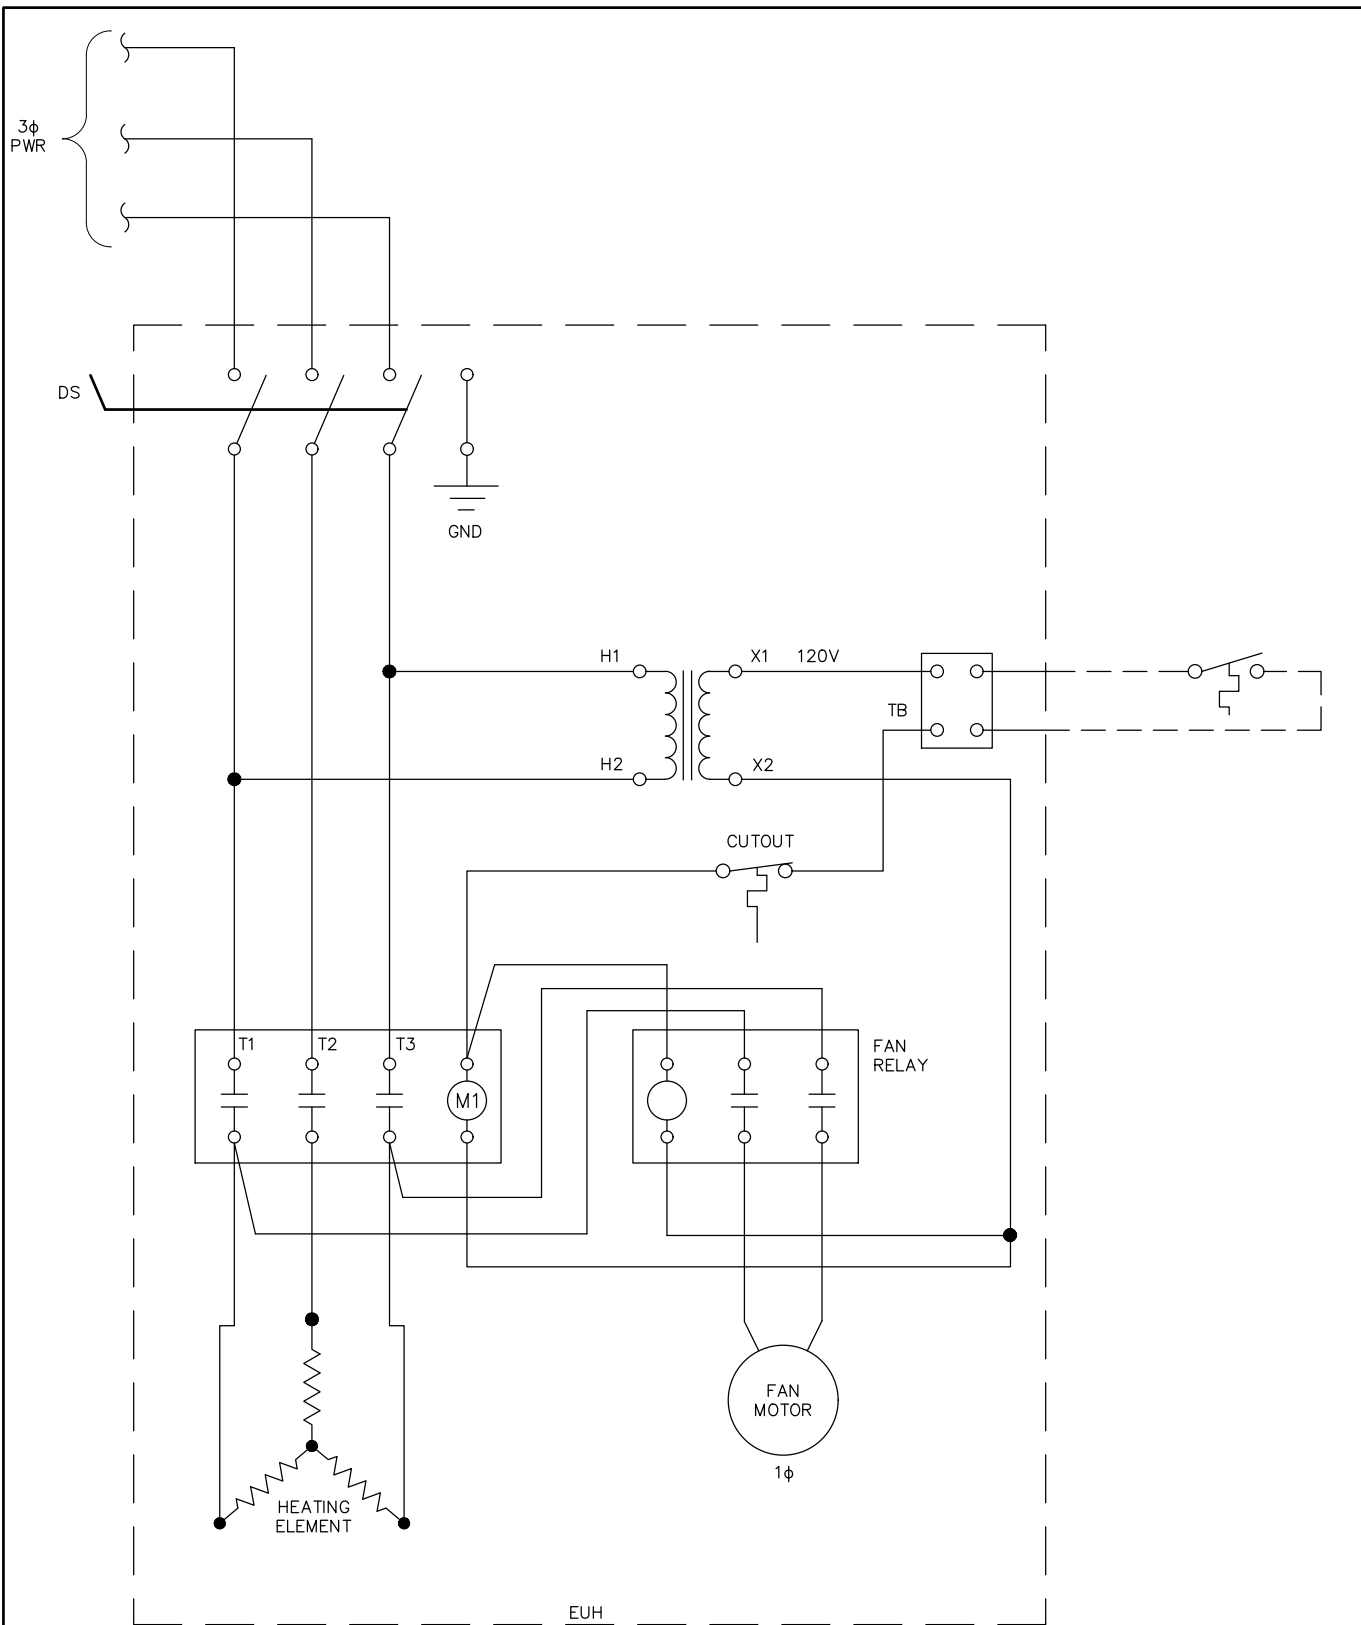 3ϕ
PWR
DS
GND
H1
X1 120V
TB
H2
X2
CUTOUT
T1 T2 T3
FAN
RELAY
M1
FAN
MOTOR
1ϕ
HEATING
ELEMENT
EUH